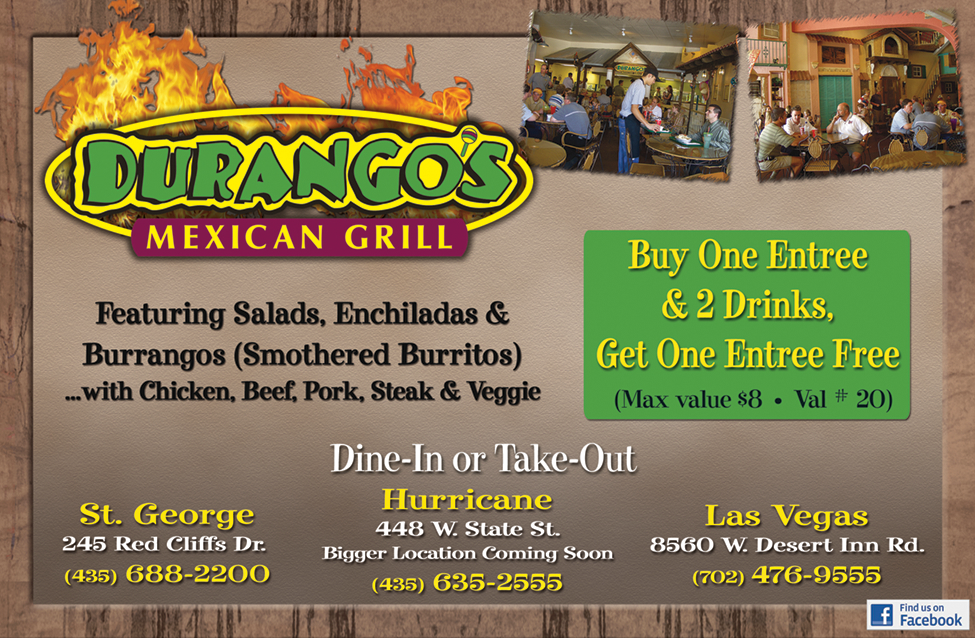 DURANGO'S
DURANGO'S
MEXICAN GRILL
Featuring Salads, Enchiladas &
Burrangos (Smothered Burritos)
...with Chicken, Beef, Pork, Steak & Veggie
Buy One Entree
& 2 Drinks,
Get One Entree Free
(Max value $8 • Val # 20)
Dine-In or Take-Out
St. George
245 Red Cliffs Dr.
(435) 688-2200
Hurricane
448 W. State St.
Bigger Location Coming Soon
(435) 635-2555
Las Vegas
8560 W. Desert Inn Rd.
(702) 476-9555
f
Find us on
Facebook